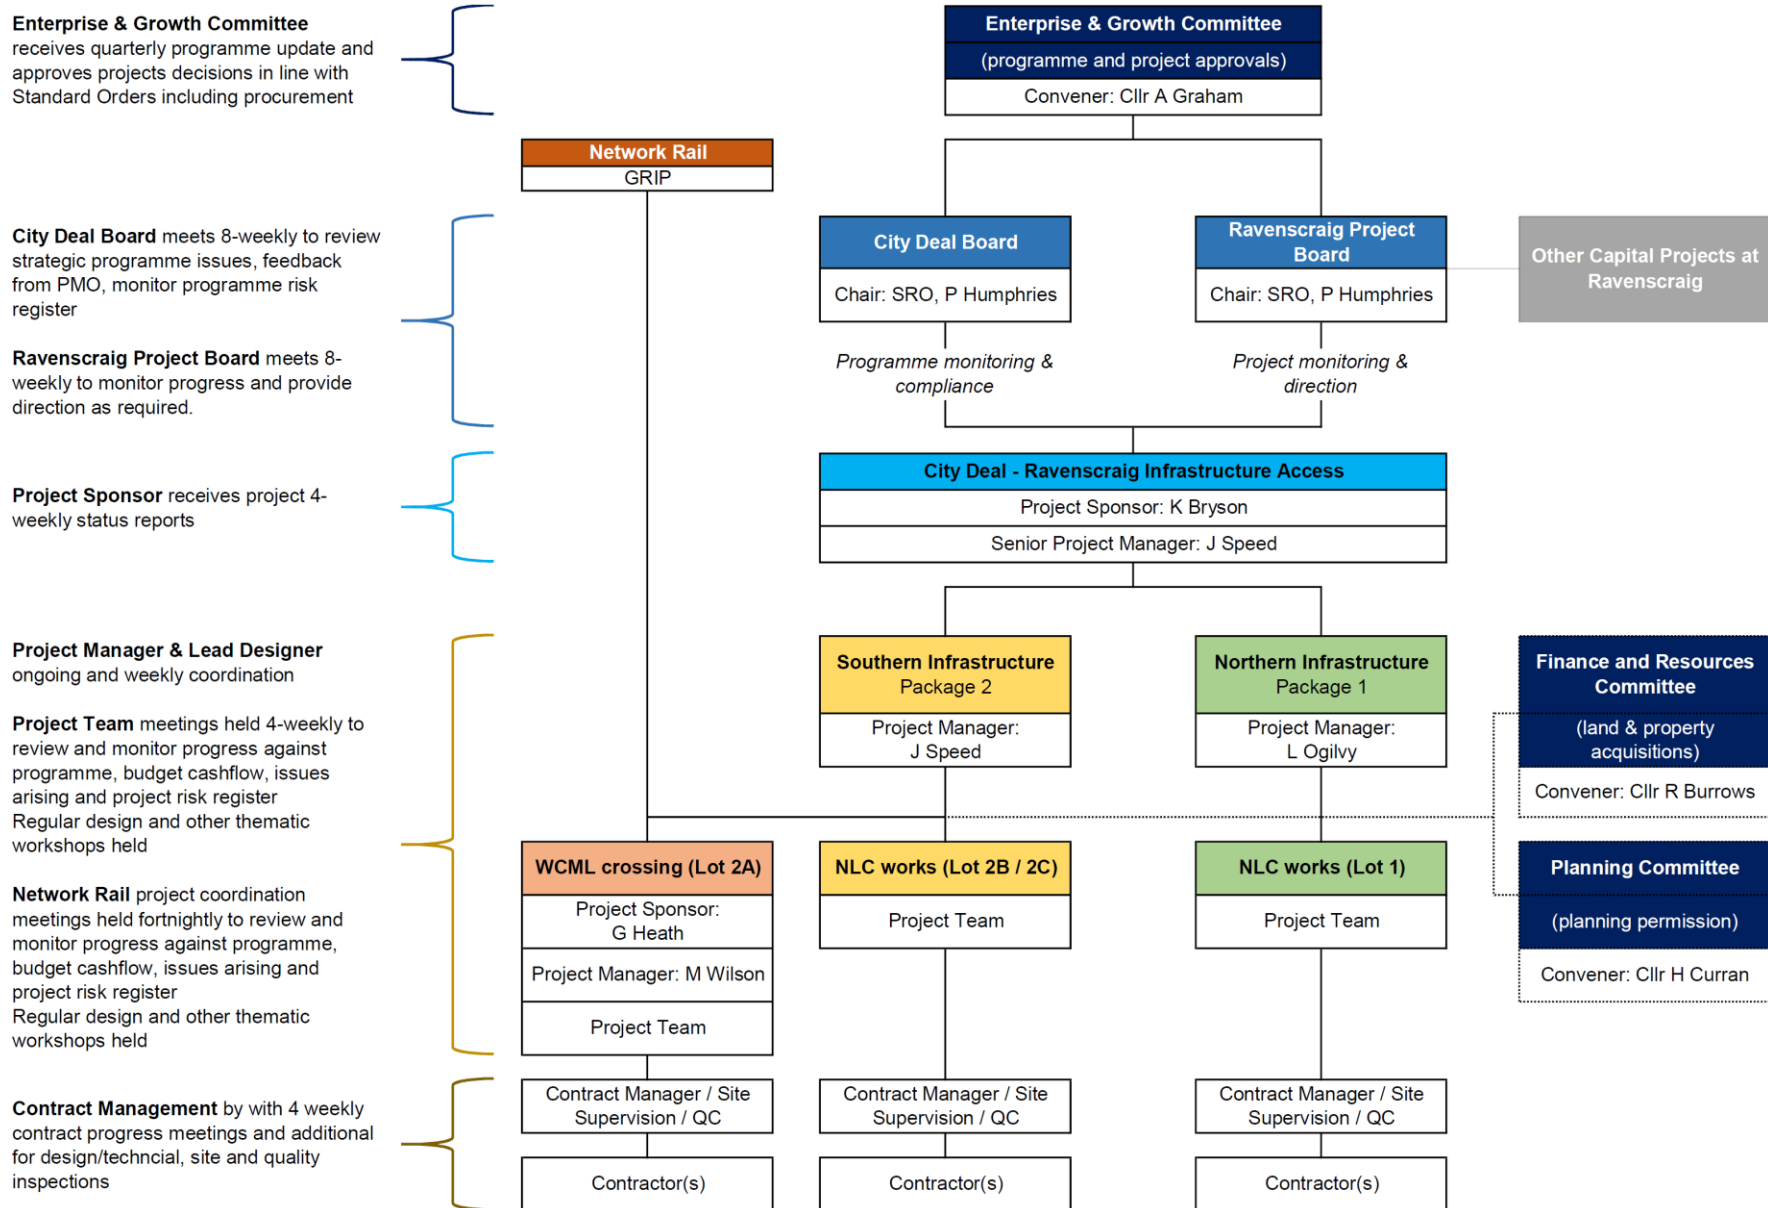 Enterprise & Growth Committee
receives quarterly programme update and
approves projects decisions in line with
Standard Orders including procurement
Enterprise & Growth Committee
(programme and project approvals)
Convener: Cllr A Graham
Network Rail
GRIP
City Deal Board meets 8-weekly to review
strategic programme issues, feedback
from PMO, monitor programme risk
register
Ravenscraig Project Board meets 8-
weekly to monitor progress and provide
direction as required.
City Deal Board
Chair: SRO, P Humphries
Ravenscraig Project
Board
Chair: SRO, P Humphries
Other Capital Projects at
Ravenscraig
Programme monitoring &
compliance
Project monitoring &
direction
Project Sponsor receives project 4-
weekly status reports
City Deal - Ravenscraig Infrastructure Access
Project Sponsor: K Bryson
Senior Project Manager: J Speed
Project Manager & Lead Designer
ongoing and weekly coordination
Project Team meetings held 4-weekly to
review and monitor progress against
programme, budget cashflow, issues
arising and project risk register
Regular design and other thematic
workshops held
Network Rail project coordination
meetings held fortnightly to review and
monitor progress against programme,
budget cashflow, issues arising and
project risk register
Regular design and other thematic
workshops held
Southern Infrastructure
Package 2
Project Manager:
J Speed
Northern Infrastructure
Package 1
Project Manager:
L Ogilvy
Finance and Resources
Committee
(land & property
acquisitions)
Convener: Cllr R Burrows
WCML crossing (Lot 2A)
Project Sponsor:
G Heath
Project Manager: M Wilson
Project Team
NLC works (Lot 2B / 2C)
Project Team
NLC works (Lot 1)
Project Team
Planning Committee
(planning permission)
Convener: Cllr H Curran
Contract Management by with 4 weekly
contract progress meetings and additional
for design/techncial, site and quality
inspections
Contract Manager / Site
Supervision / QC
Contractor(s)
Contract Manager / Site
Supervision / QC
Contractor(s)
Contract Manager / Site
Supervision / QC
Contractor(s)